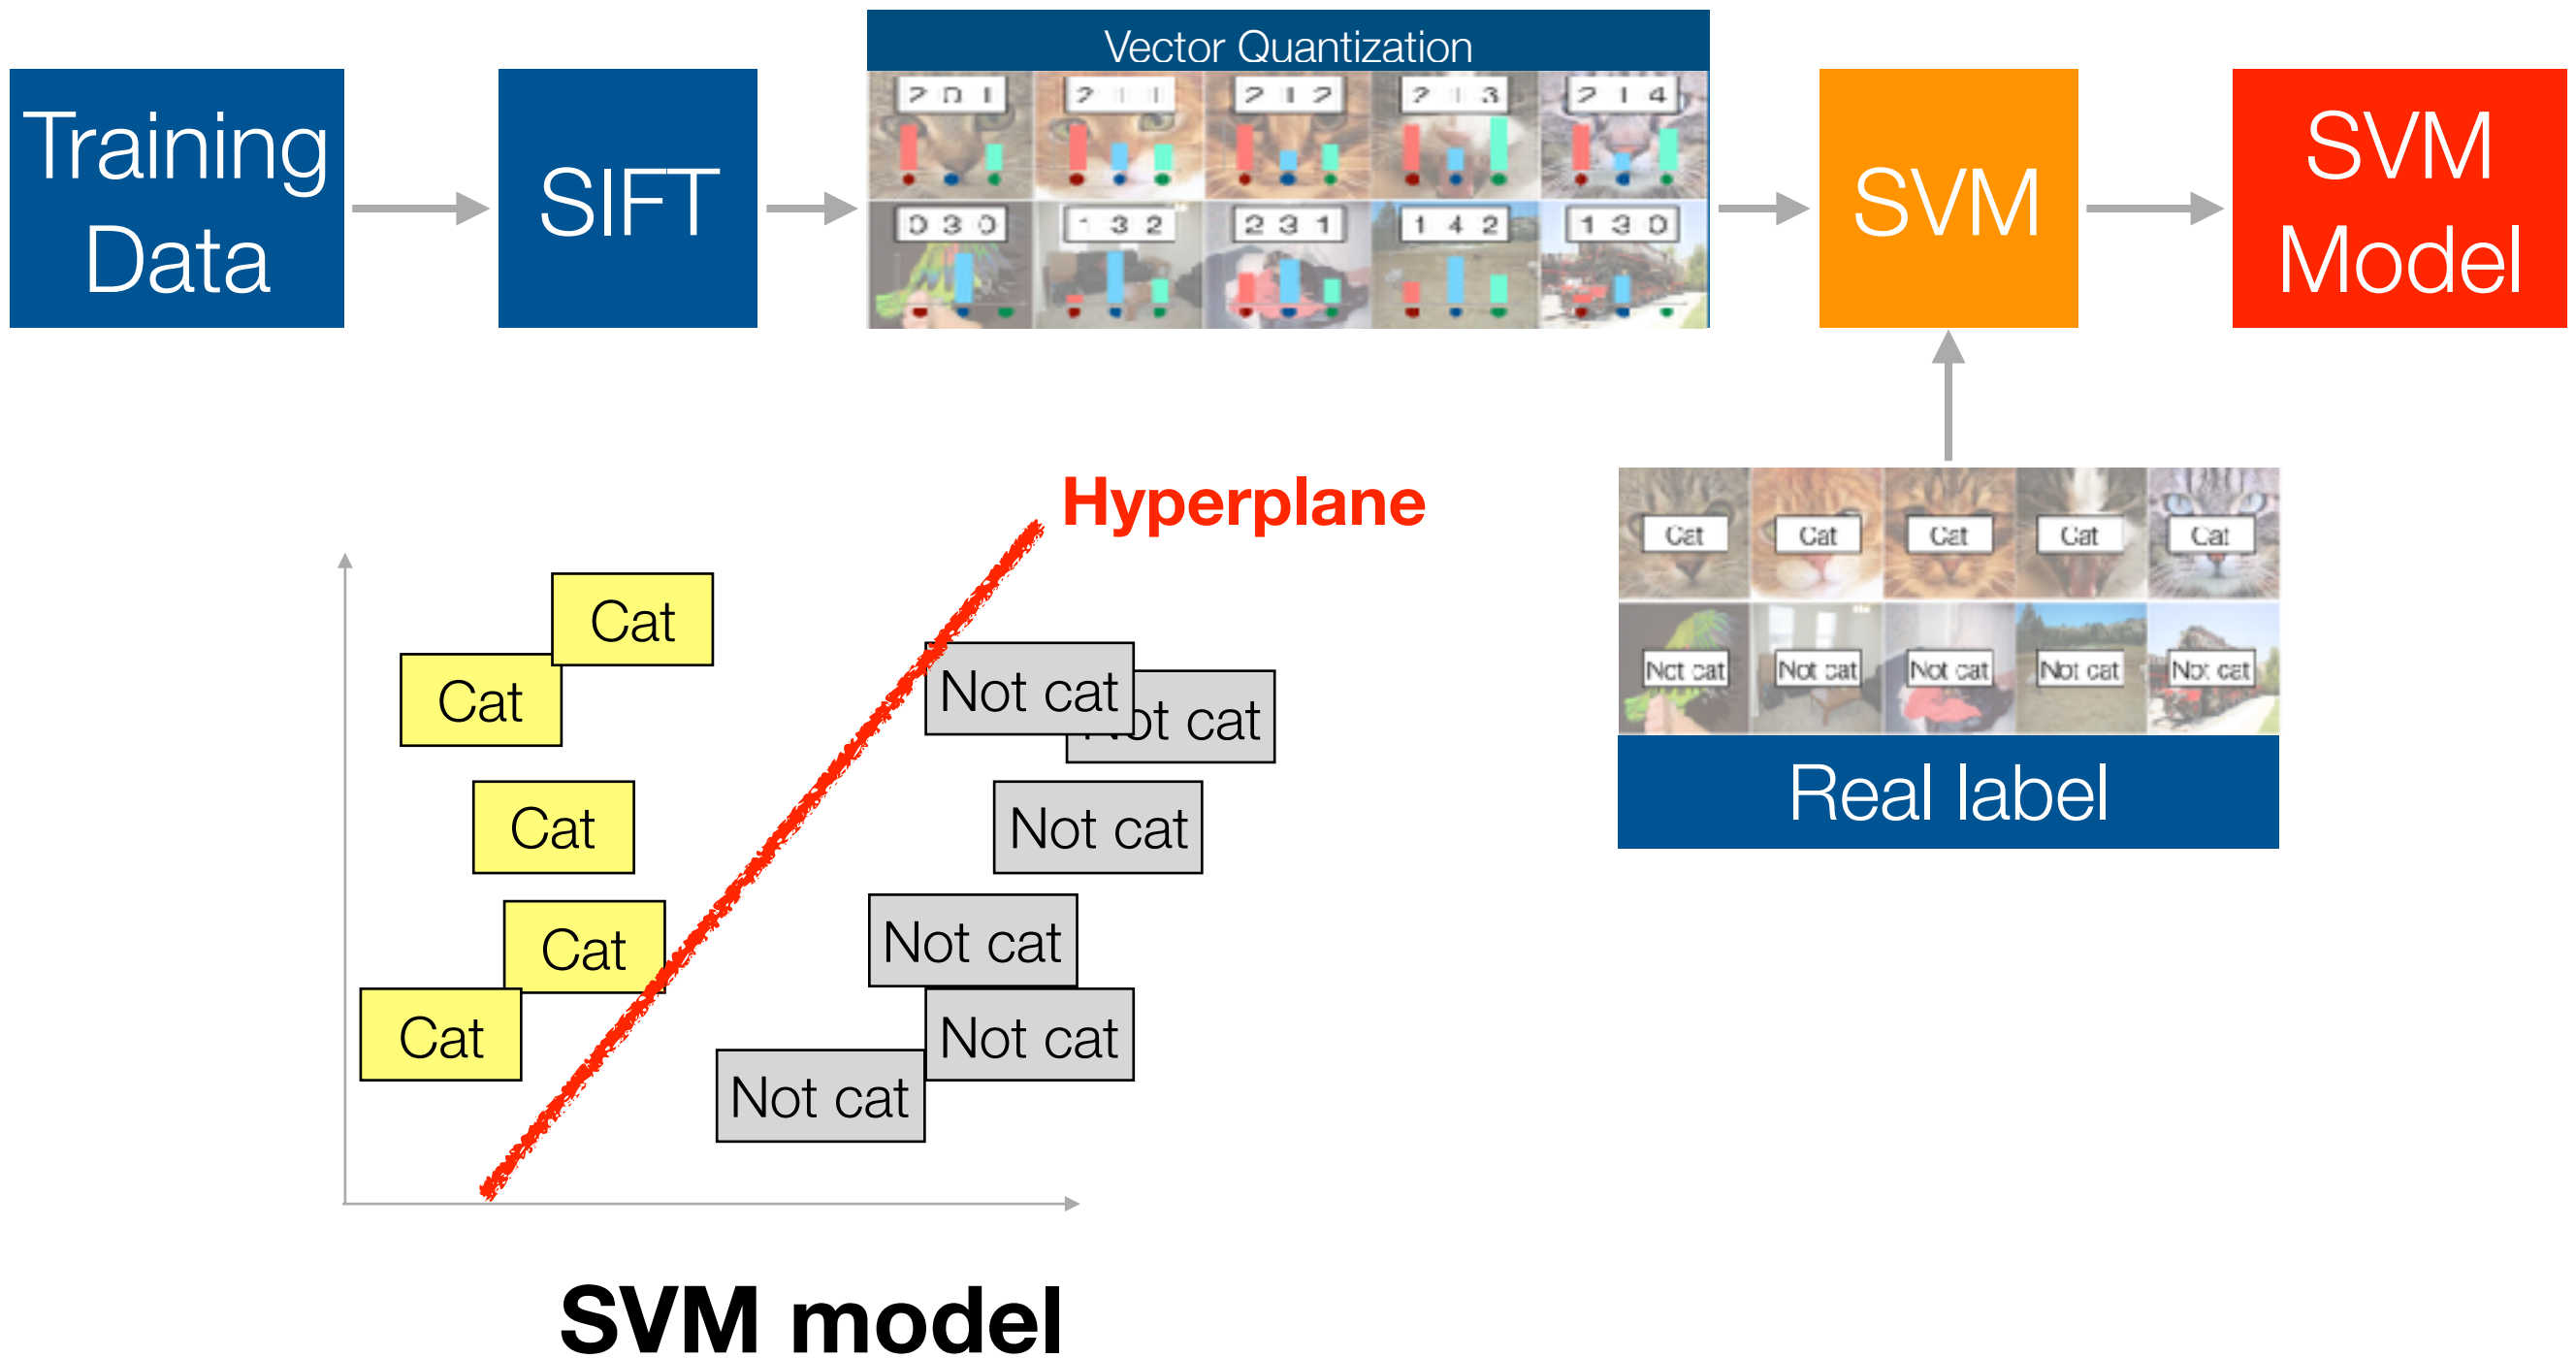 Vector Quantization
Training
Data
SIFT
2 0 1
2 1 1
2 1 2
2 1 3
2 1 4
0 3 0
1 3 2
2 3 1
1 4 2
1 3 0
SVM
SVM
Model
Hyperplane
Cat
Cat
Cat
Cat
Cat
Not cat
ot cat
Not cat
Not cat
Not cat
Not cat
Cat
Cat
Cat
Cat
Cat
Not cat
Not cat
Not cat
Not cat
Not cat
Real label
SVM model